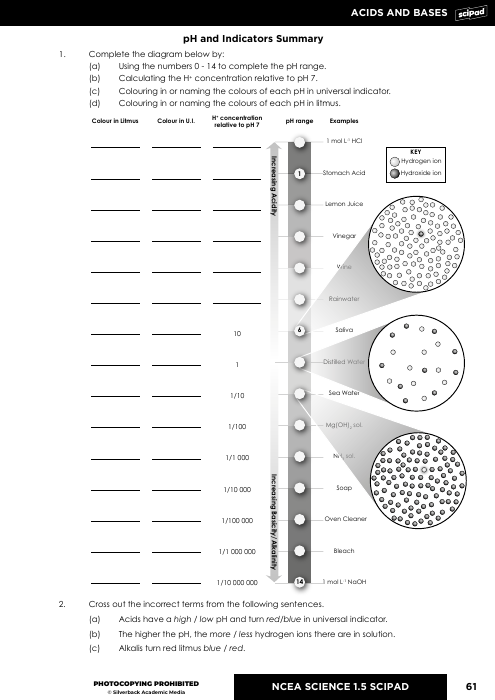 ACIDS AND BASES scipad
pH and Indicators Summary
1. Complete the diagram below by:
(a) Using the numbers 0 - 14 to complete the pH range.
(b) Calculating the H⁺ concentration relative to pH 7.
(c) Colouring in or naming the colours of each pH in universal indicator.
(d) Colouring in or naming the colours of each pH in litmus.
Colour in Litmus Colour in U.I. H⁺ concentration relative to pH 7 pH range Examples
1 mol L⁻¹ HCl
KEY
Hydrogen ion
Hydroxide ion
Increasing Acidity
1 Stomach Acid
Lemon Juice
Vinegar
Wine
Rainwater
10 6 Saliva
1 Distilled Water
1/10 Sea Water
1/100 Mg(OH)₂ sol.
1/1 000 sol.
1/10 000 Soap
1/100 000 Oven Cleaner
1/1 000 000 Bleach
1/10 000 000 14 1 mol L⁻¹ NaOH
Increasing Basicity/Alkalinity
2. Cross out the incorrect terms from the following sentences.
(a) Acids have a high / low pH and turn red/blue in universal indicator.
(b) The higher the pH, the more / less hydrogen ions there are in solution.
(c) Alkalis turn red litmus blue / red.
PHOTOCOPYING PROHIBITED
© Silverback Academic Media
NCEA SCIENCE 1.5 SCIPAD 61